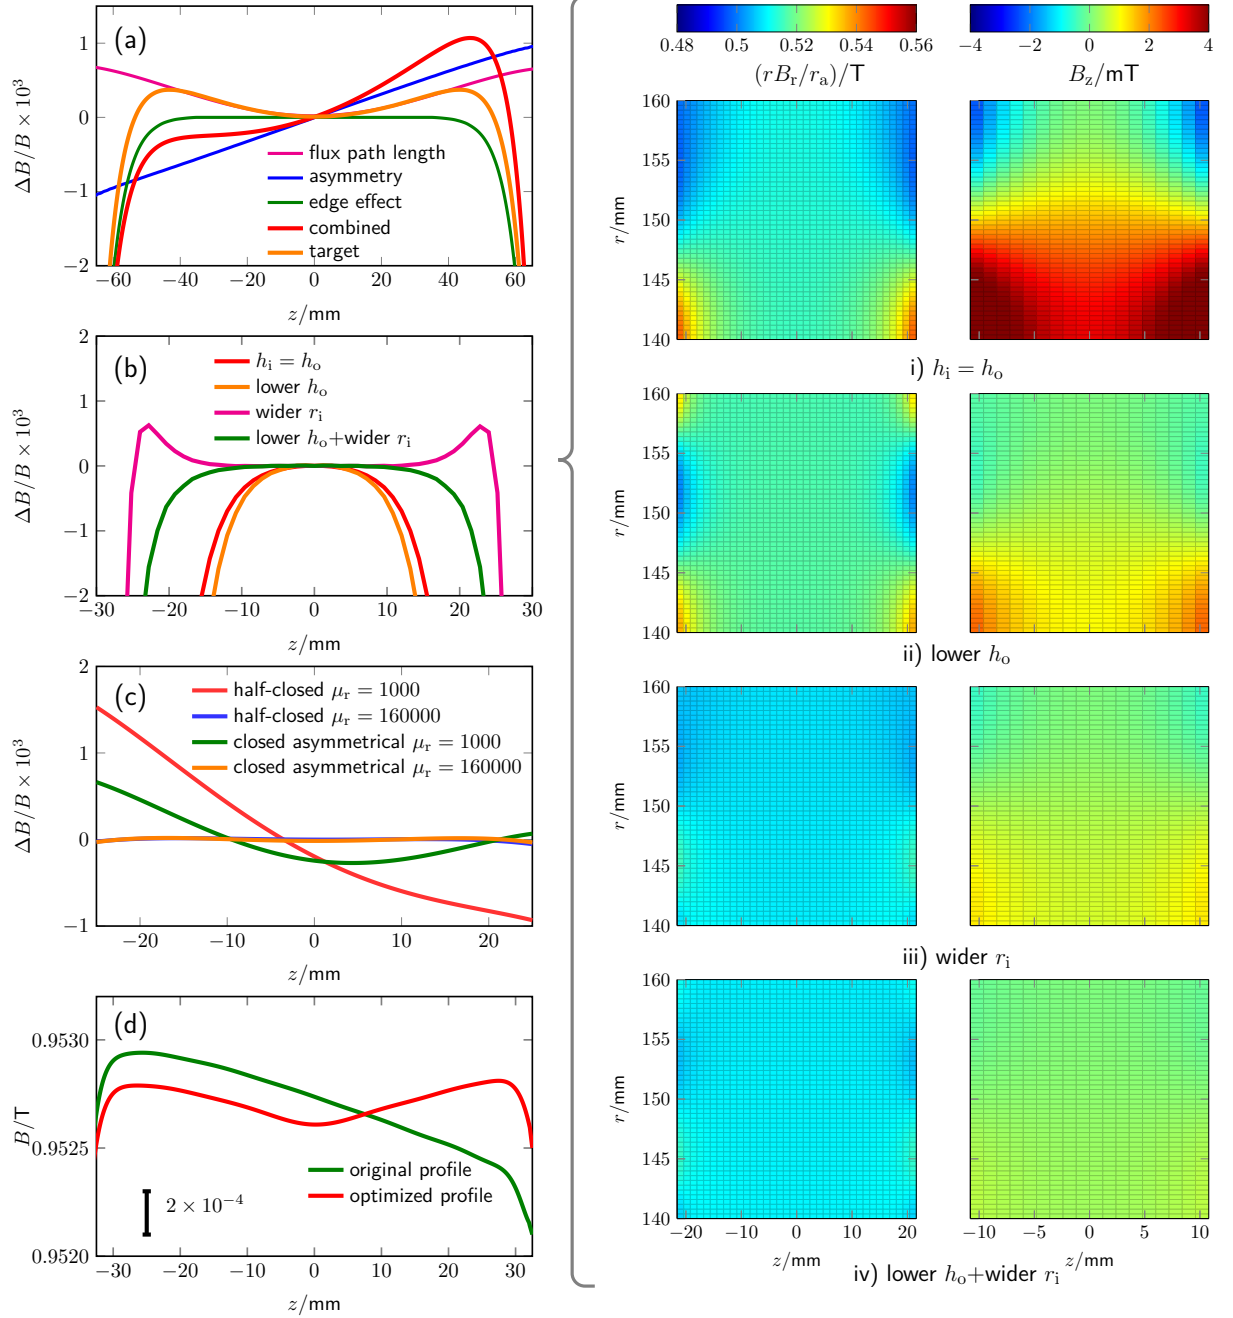 (a)
1
0
−1
−2
ΔB/B × 10³
flux path length
asymmetry
edge effect
combined
target
−60 −40 −20 0 20 40 60
z/mm
(b)
2
1
0
−1
−2
ΔB/B × 10³
hᵢ = hₒ
lower hₒ
wider rᵢ
lower hₒ+wider rᵢ
−30 −20 −10 0 10 20 30
z/mm
(c)
2
1
0
−1
ΔB/B × 10³
half-closed μᵣ = 1000
half-closed μᵣ = 160000
closed asymmetrical μᵣ = 1000
closed asymmetrical μᵣ = 160000
−20 −10 0 10 20
z/mm
(d)
0.9530
0.9525
0.9520
B/T
original profile
optimized profile
2 × 10⁻⁴
−30 −20 −10 0 10 20 30
z/mm
0.48 0.5 0.52 0.54 0.56
(rBᵣ/rₐ)/T
−4 −2 0 2 4
B_z/mT
160
155
150
145
140
r/mm
i) hᵢ = hₒ
160
155
150
145
140
r/mm
ii) lower hₒ
160
155
150
145
140
r/mm
iii) wider rᵢ
160
155
150
145
140
r/mm
−20 −10 0 10 20
z/mm
−10 −5 0 5 10
z/mm
iv) lower hₒ+wider rᵢ